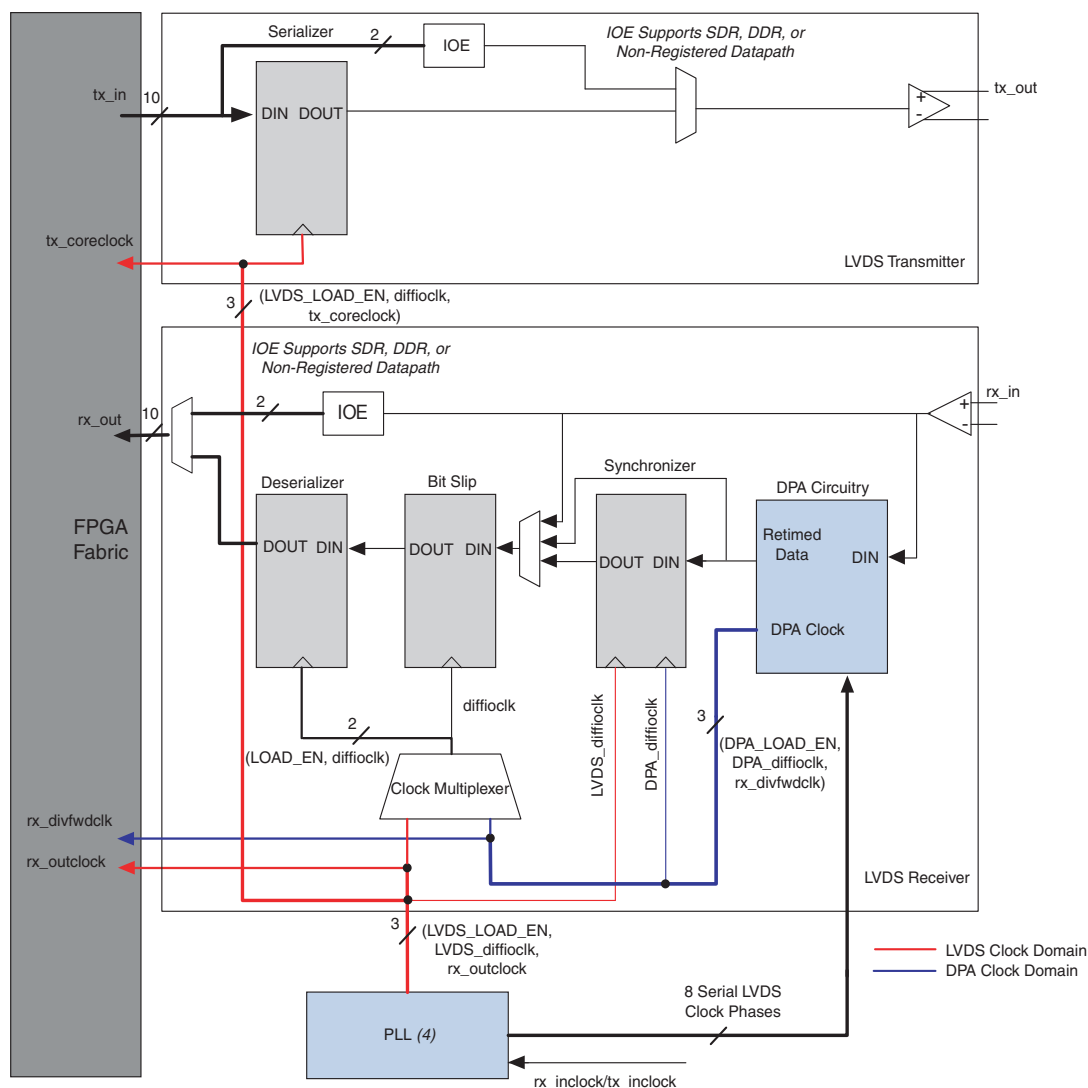 Serializer
2
IOE
IOE Supports SDR, DDR, or
Non-Registered Datapath
tx_in
10
DIN DOUT
+
-
tx_out
tx_coreclock
LVDS Transmitter
3
(LVDS_LOAD_EN, diffioclk,
tx_coreclock)
IOE Supports SDR, DDR, or
Non-Registered Datapath
2
IOE
rx_in
+
-
rx_out
10
Synchronizer
Deserializer
Bit Slip
DPA Circuitry
FPGA
Fabric
DOUT DIN
DOUT DIN
DOUT DIN
Retimed
Data
DIN
DPA Clock
diffioclk
2
(LOAD_EN, diffioclk)
LVDS_diffioclk
DPA_diffioclk
3
(DPA_LOAD_EN,
DPA_diffioclk,
rx_divfwdclk)
Clock Multiplexer
rx_divfwdclk
rx_outclock
LVDS Receiver
3
(LVDS_LOAD_EN,
LVDS_diffioclk,
rx_outclock
LVDS Clock Domain
DPA Clock Domain
8 Serial LVDS
Clock Phases
PLL (4)
rx_inclock/tx_inclock